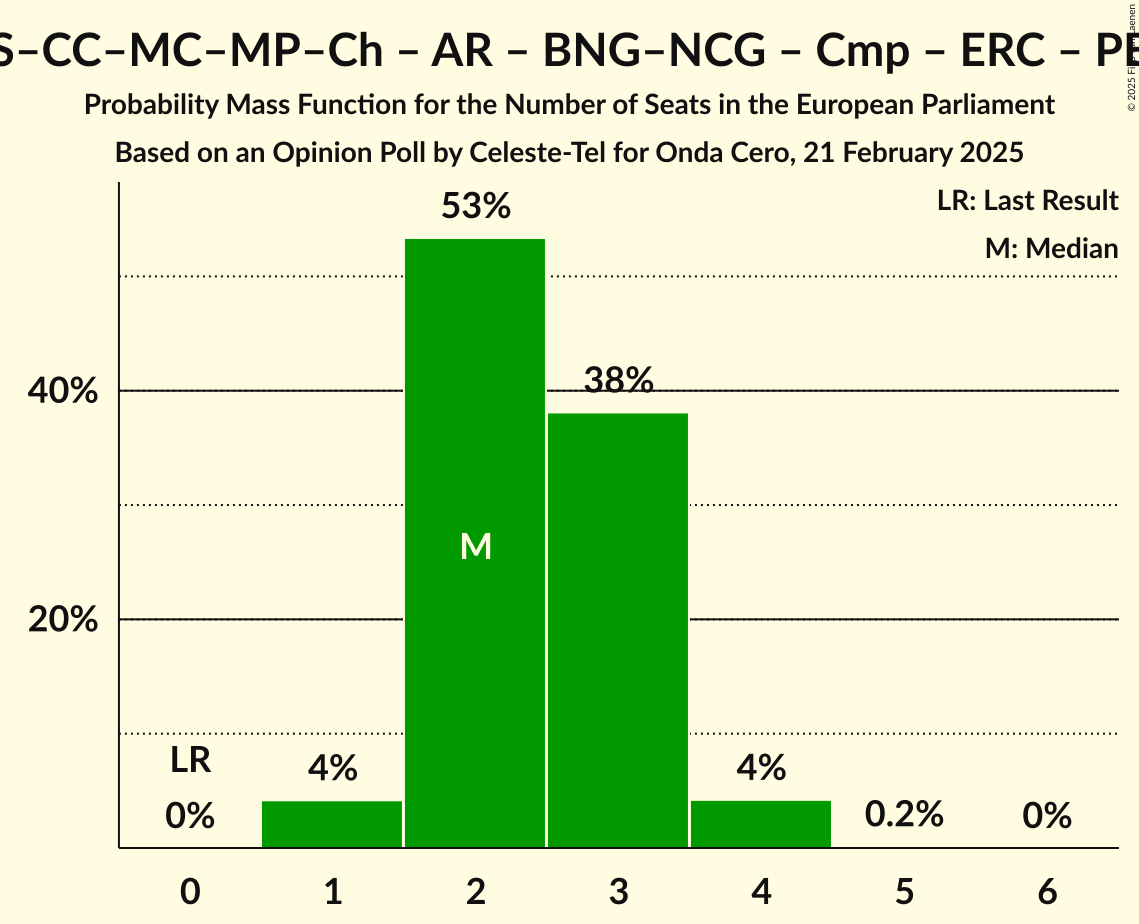 S–CC–MC–MP–Ch – AR – BNG–NCG – Cmp – ERC – PE
Probability Mass Function for the Number of Seats in the European Parliament
Based on an Opinion Poll by Celeste-Tel for Onda Cero, 21 February 2025
© 2025
LR: Last Result
M: Median
53%
40%
38%
M
20%
LR
0%
4%
4%
0.2%
0%
0
1
2
3
4
5
6